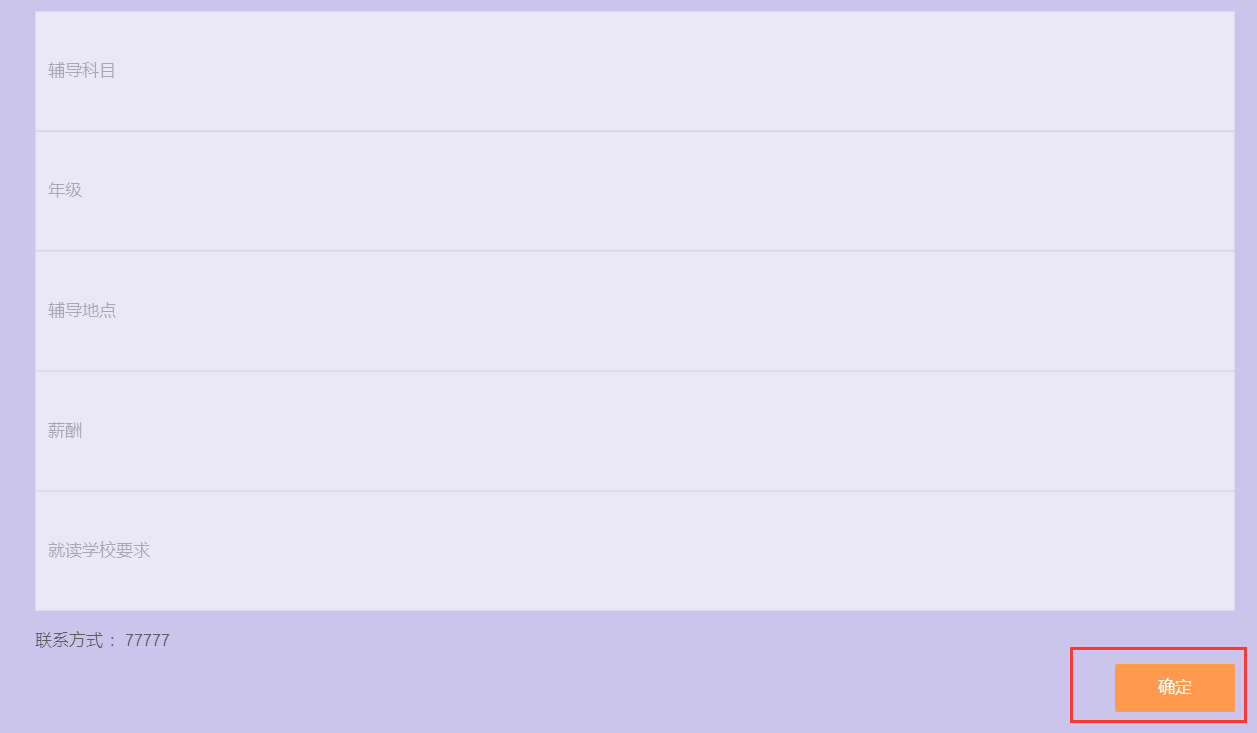 辅导科目
年级
辅导地点
薪酬
就读学校要求
联系方式： 77777
确定